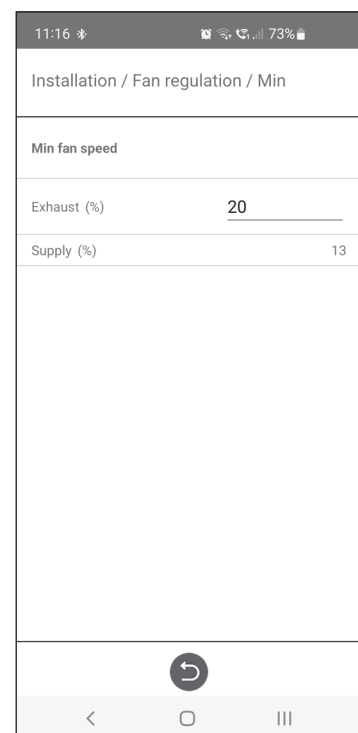 11:16 73%
Installation / Fan regulation / Min
Min fan speed
Exhaust (%) 20
Supply (%) 13